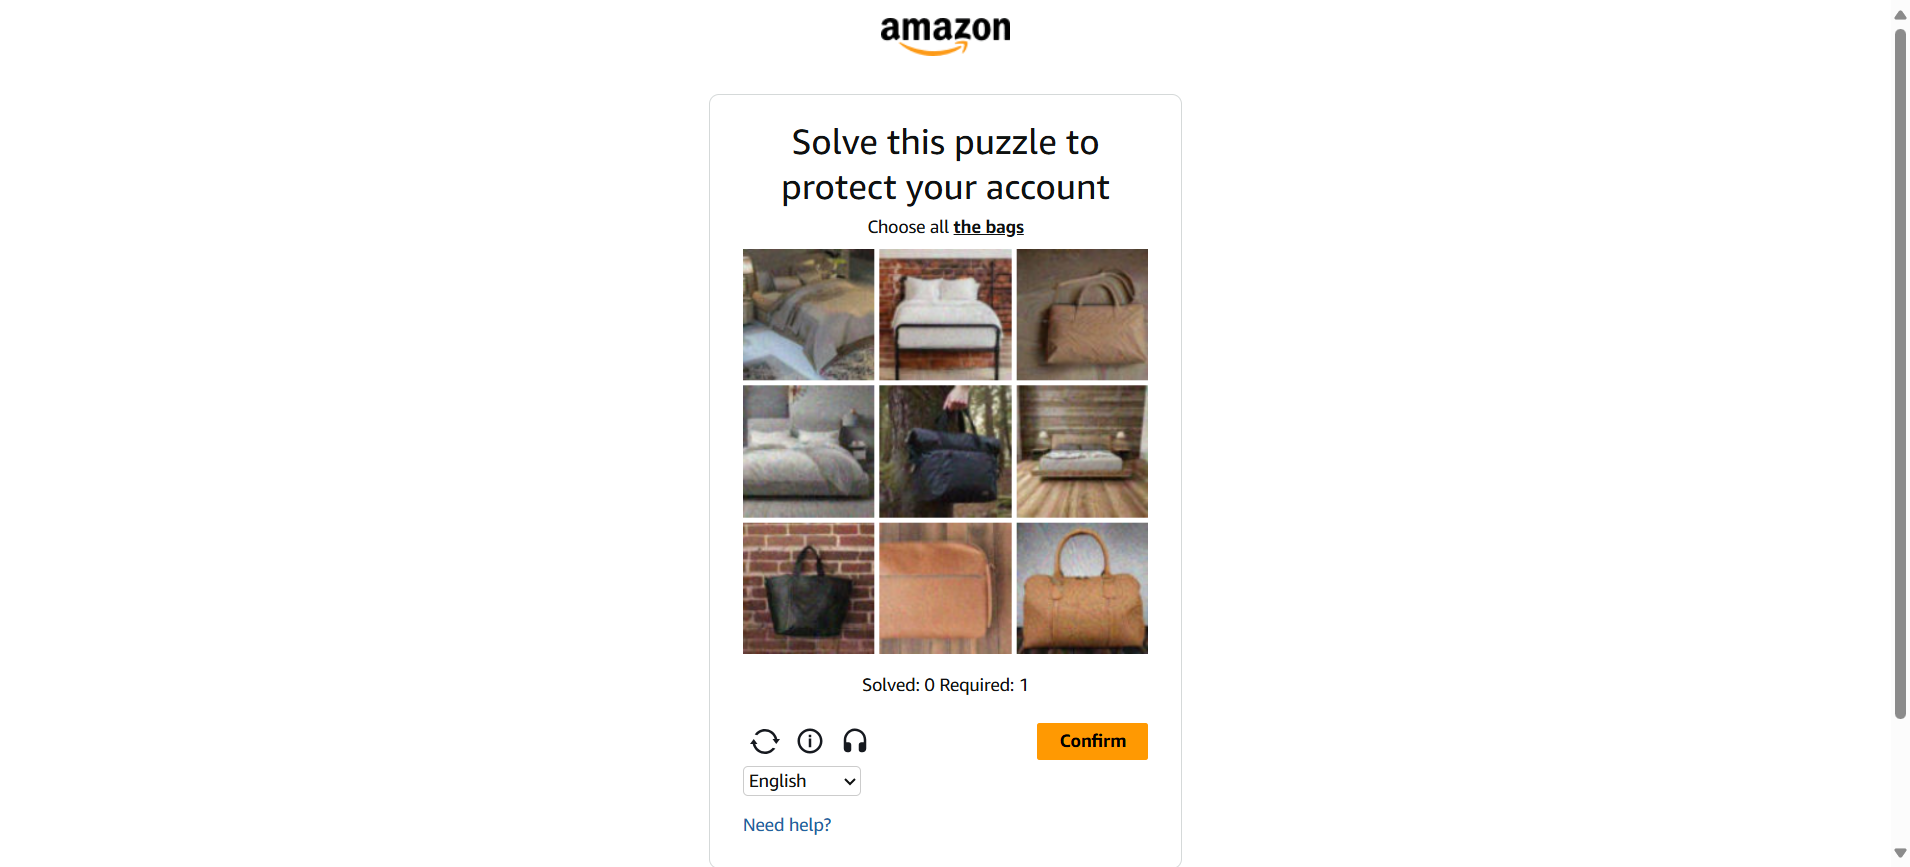 amazon
Solve this puzzle to
protect your account
Choose all the bags
Solved: 0 Required: 1
Confirm
English
Need help?